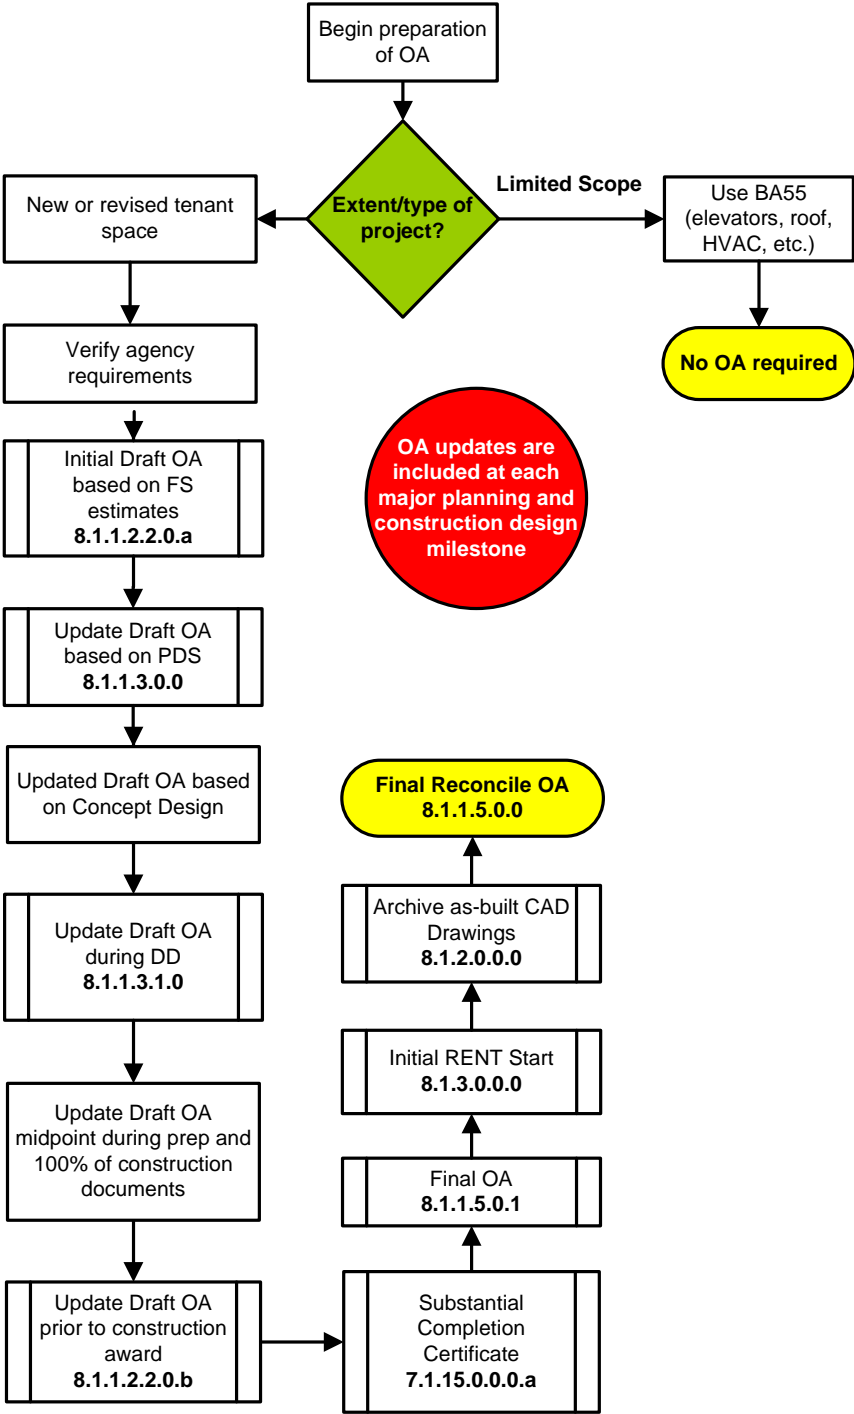 Begin preparation
of OA
Extent/type of
project?
Limited Scope
Use BA55
(elevators, roof,
HVAC, etc.)
No OA required
New or revised tenant
space
Verify agency
requirements
Initial Draft OA
based on FS
estimates
8.1.1.2.2.0.a
OA updates are
included at each
major planning and
construction design
milestone
Update Draft OA
based on PDS
8.1.1.3.0.0
Updated Draft OA based
on Concept Design
Update Draft OA
during DD
8.1.1.3.1.0
Update Draft OA
midpoint during prep and
100% of construction
documents
Update Draft OA
prior to construction
award
8.1.1.2.2.0.b
Substantial
Completion
Certificate
7.1.15.0.0.0.a
Final OA
8.1.1.5.0.1
Initial RENT Start
8.1.3.0.0.0
Archive as-built CAD
Drawings
8.1.2.0.0.0
Final Reconcile OA
8.1.1.5.0.0